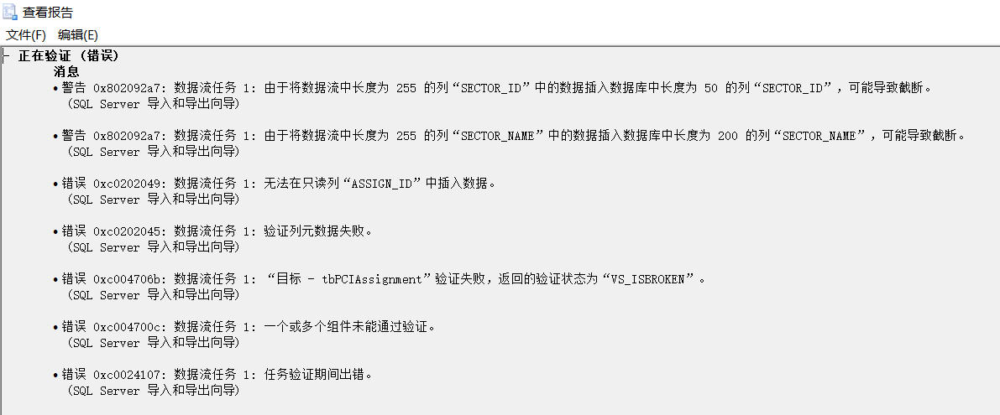 查看报告
文件(F) 编辑(E)
正在验证 (错误)
消息
• 警告 0x802092a7: 数据流任务 1: 由于将数据流中长度为 255 的列“SECTOR_ID”中的数据插入数据库中长度为 50 的列“SECTOR_ID”，可能导致截断。
(SQL Server 导入和导出向导)
• 警告 0x802092a7: 数据流任务 1: 由于将数据流中长度为 255 的列“SECTOR_NAME”中的数据插入数据库中长度为 200 的列“SECTOR_NAME”，可能导致截断。
(SQL Server 导入和导出向导)
• 错误 0xc0202049: 数据流任务 1: 无法在只读列“ASSIGN_ID”中插入数据。
(SQL Server 导入和导出向导)
• 错误 0xc0202045: 数据流任务 1: 验证列元数据失败。
(SQL Server 导入和导出向导)
• 错误 0xc004706b: 数据流任务 1: “目标 - tbPCIAssignment”验证失败，返回的验证状态为“VS_ISBROKEN”。
(SQL Server 导入和导出向导)
• 错误 0xc004700c: 数据流任务 1: 一个或多个组件未能通过验证。
(SQL Server 导入和导出向导)
• 错误 0xc0024107: 数据流任务 1: 任务验证期间出错。
(SQL Server 导入和导出向导)